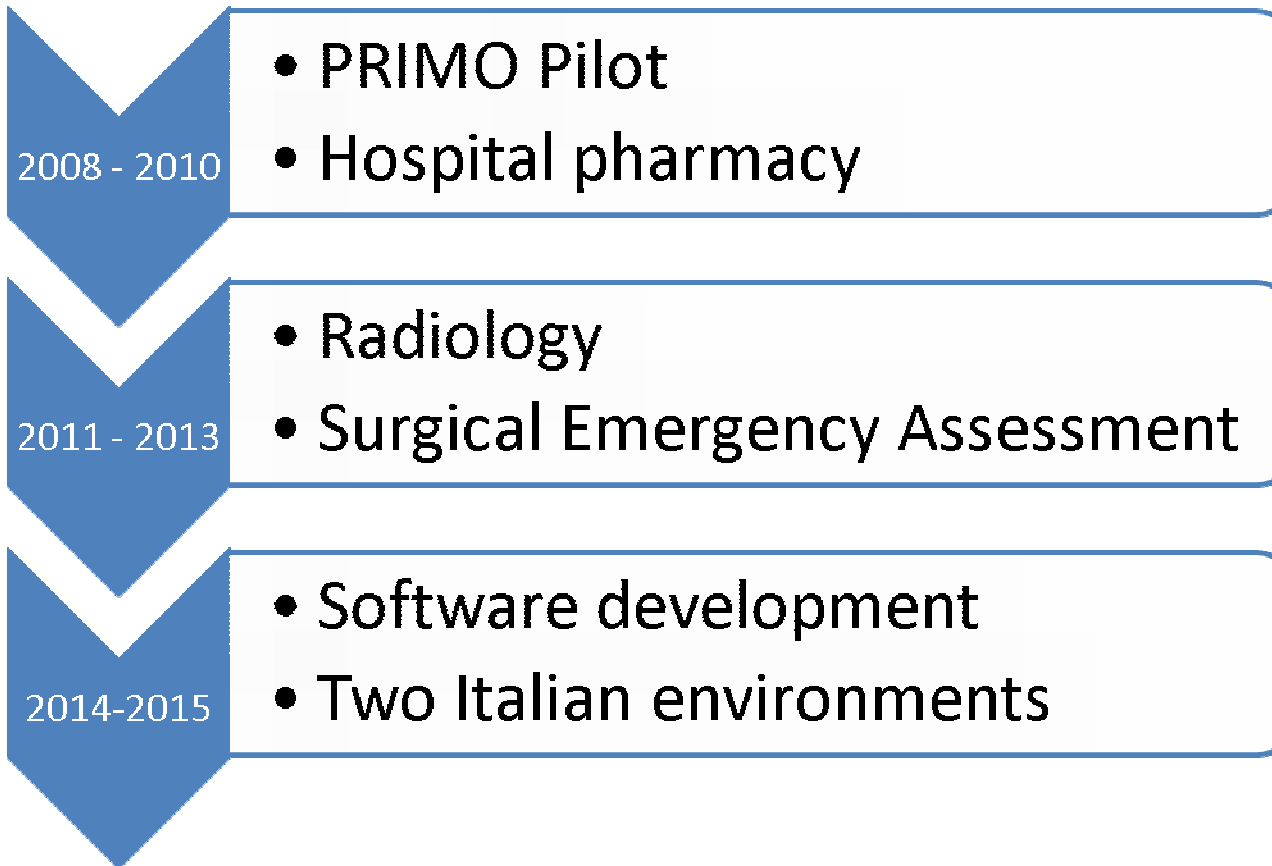 2008 - 2010
• PRIMO Pilot
• Hospital pharmacy
2011 - 2013
• Radiology
• Surgical Emergency Assessment
2014-2015
• Software development
• Two Italian environments